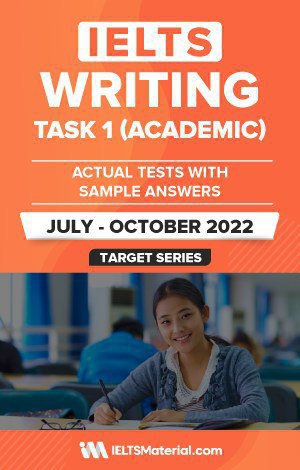 IELTS
WRITING
TASK 1 (ACADEMIC)
ACTUAL TESTS WITH
SAMPLE ANSWERS
JULY - OCTOBER 2022
TARGET SERIES
IELTSMaterial.com